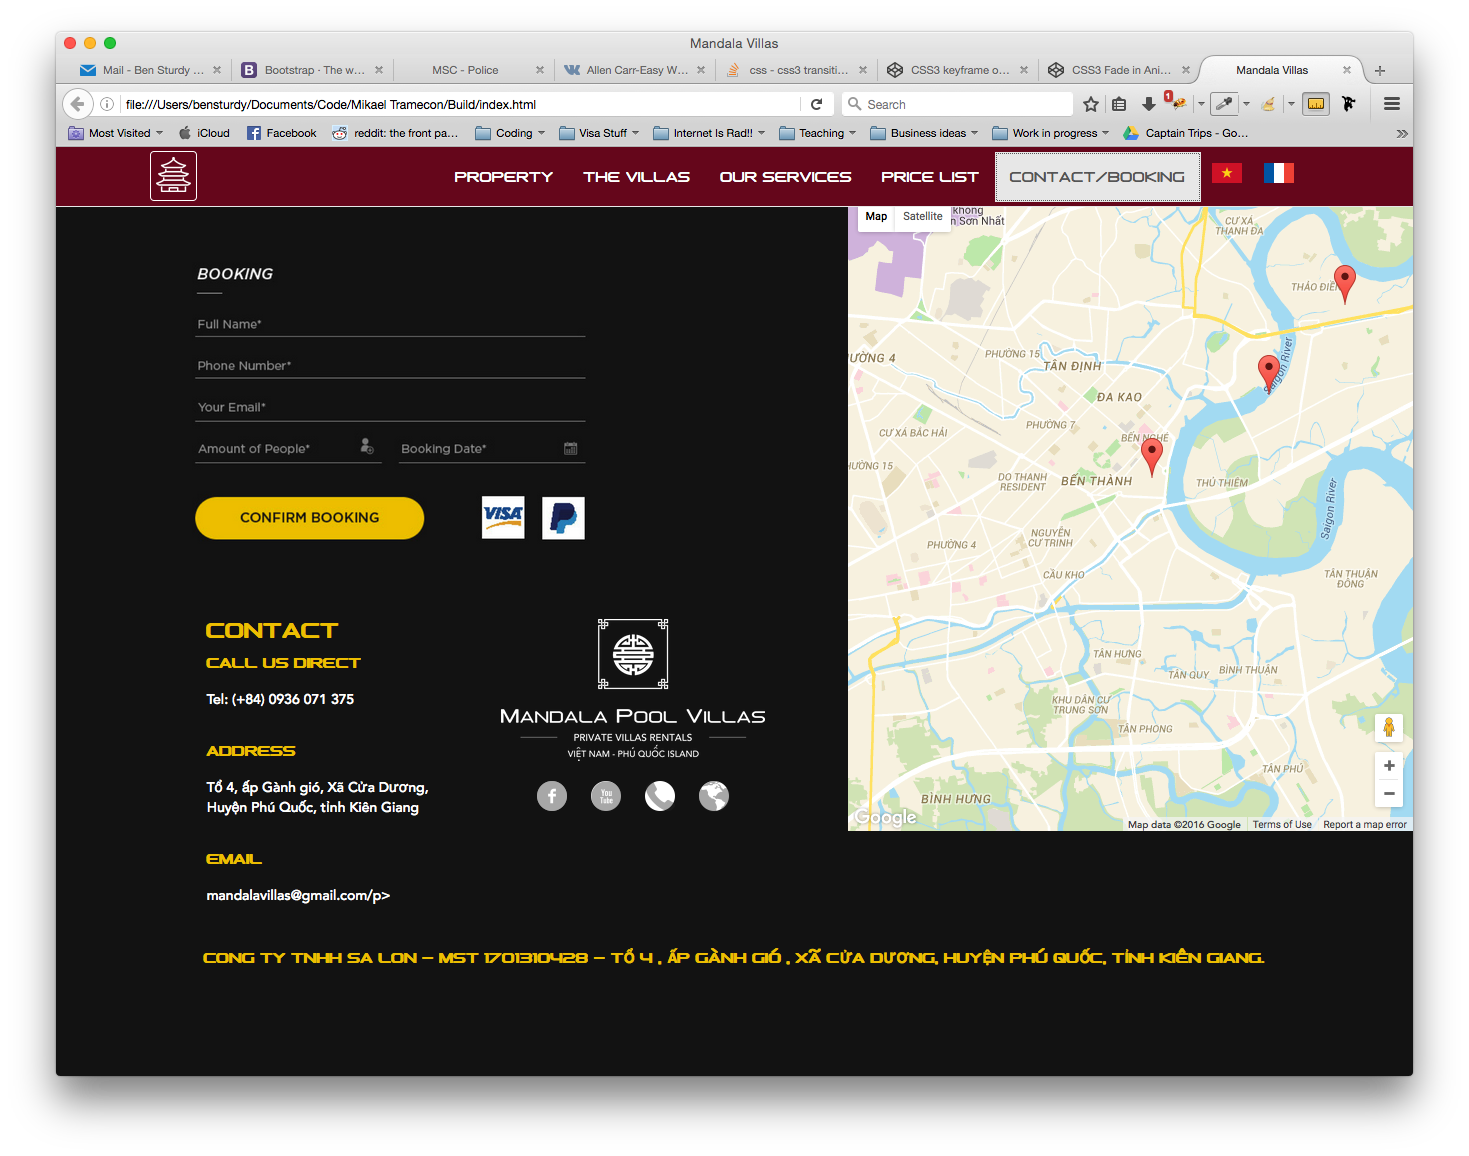 Mandala Villas
Mail - Ben Sturdy ...
Bootstrap · The w...
MSC - Police
Allen Carr-Easy W...
css - css3 transiti...
CSS3 keyframe o...
CSS3 Fade in Ani...
Mandala Villas
file:///Users/bensturdy/Documents/Code/Mikael Tramecon/Build/index.html
Search
1
Most Visited
iCloud
Facebook
reddit: the front pa...
Coding
Visa Stuff
Internet Is Rad!!
Teaching
Business ideas
Work in progress
Captain Trips - Go...
PROPERTY
THE VILLAS
OUR SERVICES
PRICE LIST
CONTACT/BOOKING
BOOKING
Full Name*
Phone Number*
Your Email*
Amount of People*
Booking Date*
CONFIRM BOOKING
VISA
CONTACT
CALL US DIRECT
Tel: (+84) 0936 071 375
ADDRESS
Tổ 4, ấp Gành gió, Xã Cửa Dương,
Huyện Phú Quốc, tỉnh Kiên Giang
EMAIL
mandalavillas@gmail.com/p>
MANDALA POOL VILLAS
PRIVATE VILLAS RENTALS
VIỆT NAM - PHÚ QUỐC ISLAND
You
Tube
Map
Satellite
không
n Sơn Nhất
CƯ XÁ
THANH ĐA
THẢO ĐIỀN
Saigon River
ƯỜNG 4
PHƯỜNG 15
TÂN ĐỊNH
ĐA KAO
PHƯỜNG 7
CƯ XÁ BẮC HẢI
BẾN NGHÉ
HƯỜNG 15
DO THANH
RESIDENT
BẾN THÀNH
THỦ THIÊM
Saigon River
NGUYỄN
CƯ TRINH
PHƯỜNG 4
CẦU KHO
TÂN THUẬN
ĐÔNG
TÂN HƯNG
TÂN QUY
BÌNH THUẬN
KHU DÂN CƯ
TRUNG SƠN
TÂN PHONG
TÂN PHÚ
BÌNH HƯNG
Google
Map data ©2016 Google
Terms of Use
Report a map error
CONG TY TNHH SA LON – MST 1701310428 – TỔ 4 , ẤP GÀNH GIÓ , XÃ CỬA DƯƠNG, HUYỆN PHÚ QUỐC, TỈNH KIÊN GIANG.